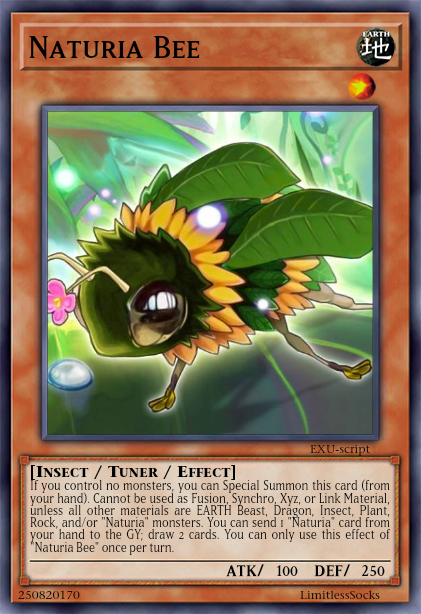 NATURIA BEE
EARTH
地
EXU-script
[INSECT / TUNER / EFFECT]
If you control no monsters, you can Special Summon this card (from
your hand). Cannot be used as Fusion, Synchro, Xyz, or Link Material,
unless all other materials are EARTH Beast, Dragon, Insect, Plant,
Rock, and/or "Naturia" monsters. You can send 1 "Naturia" card from
your hand to the GY; draw 2 cards. You can only use this effect of
"Naturia Bee" once per turn.
ATK/ 100 DEF/ 250
250820170 LimitlessSocks